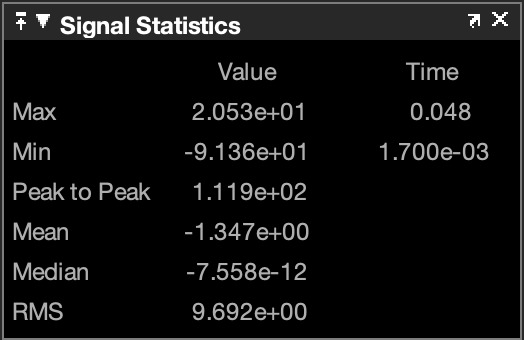 Signal Statistics
Value Time
Max 2.053e+01 0.048
Min -9.136e+01 1.700e-03
Peak to Peak 1.119e+02
Mean -1.347e+00
Median -7.558e-12
RMS 9.692e+00